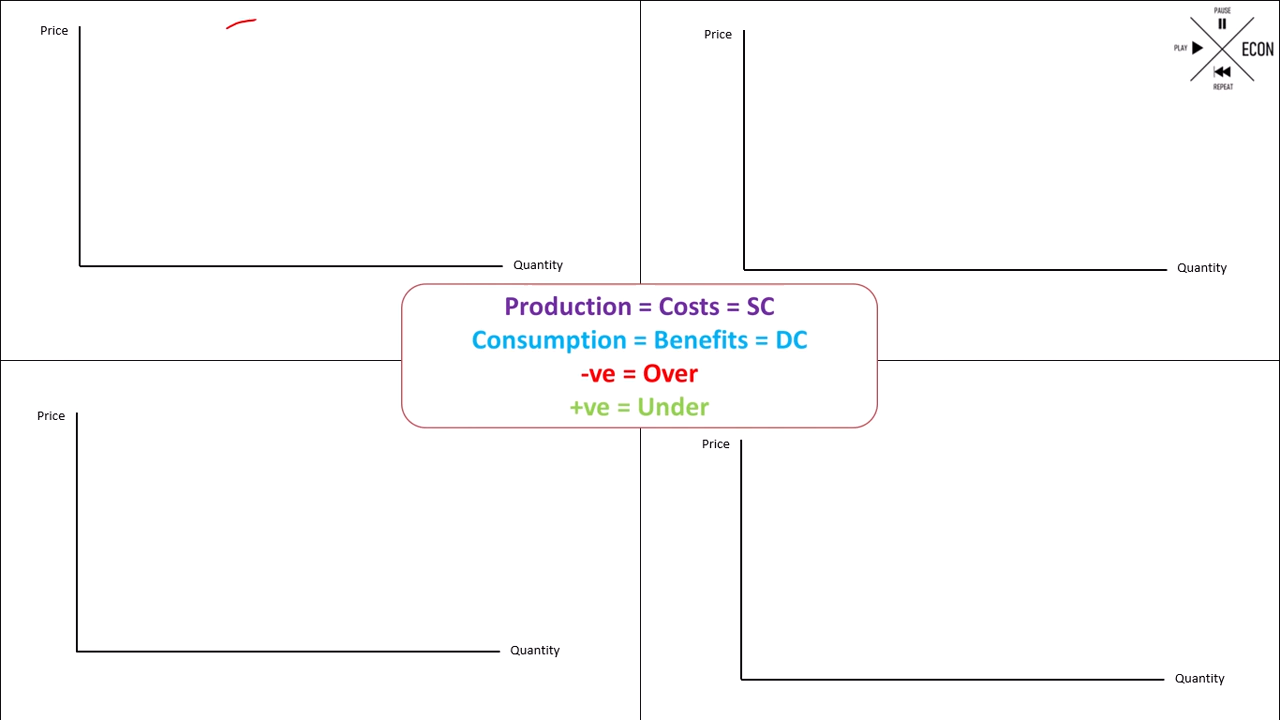 Price
Quantity
Price
PAUSE
PLAY
ECON
REPEAT
Quantity
Production = Costs = SC
Consumption = Benefits = DC
-ve = Over
+ve = Under
Price
Quantity
Price
Quantity